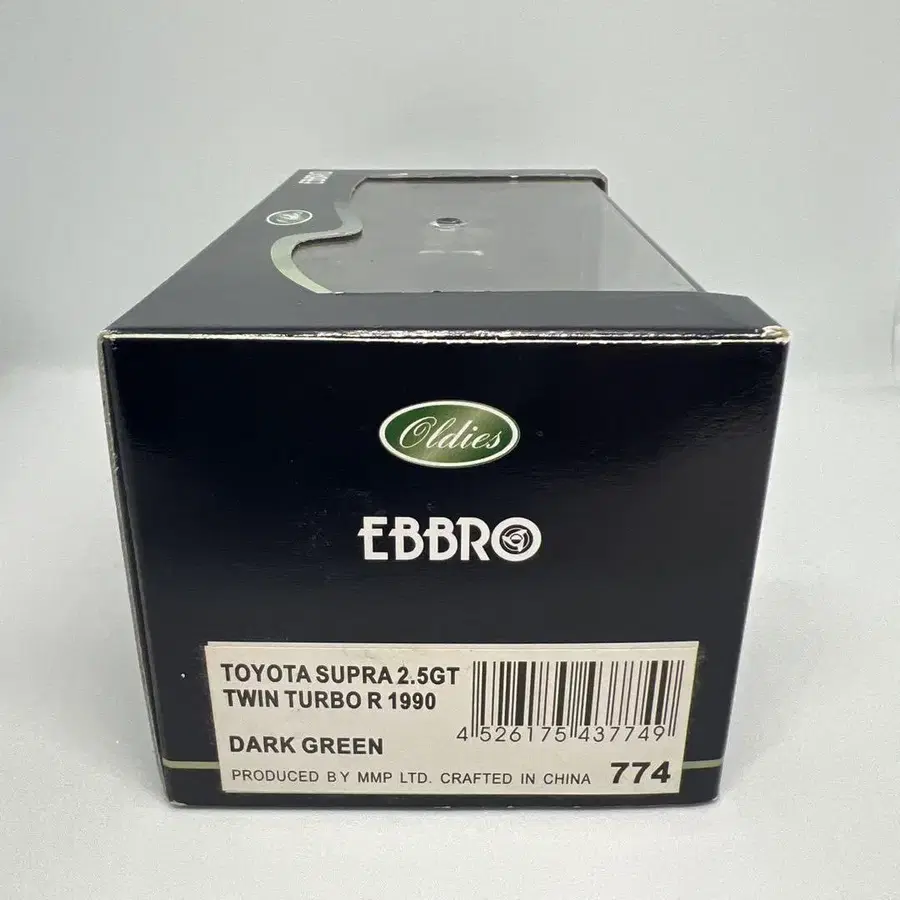 EBBRO
Oldies
EBBRO
TOYOTA SUPRA 2.5GT
TWIN TURBO R 1990
DARK GREEN
4 526175 437749
PRODUCED BY MMP LTD. CRAFTED IN CHINA 774